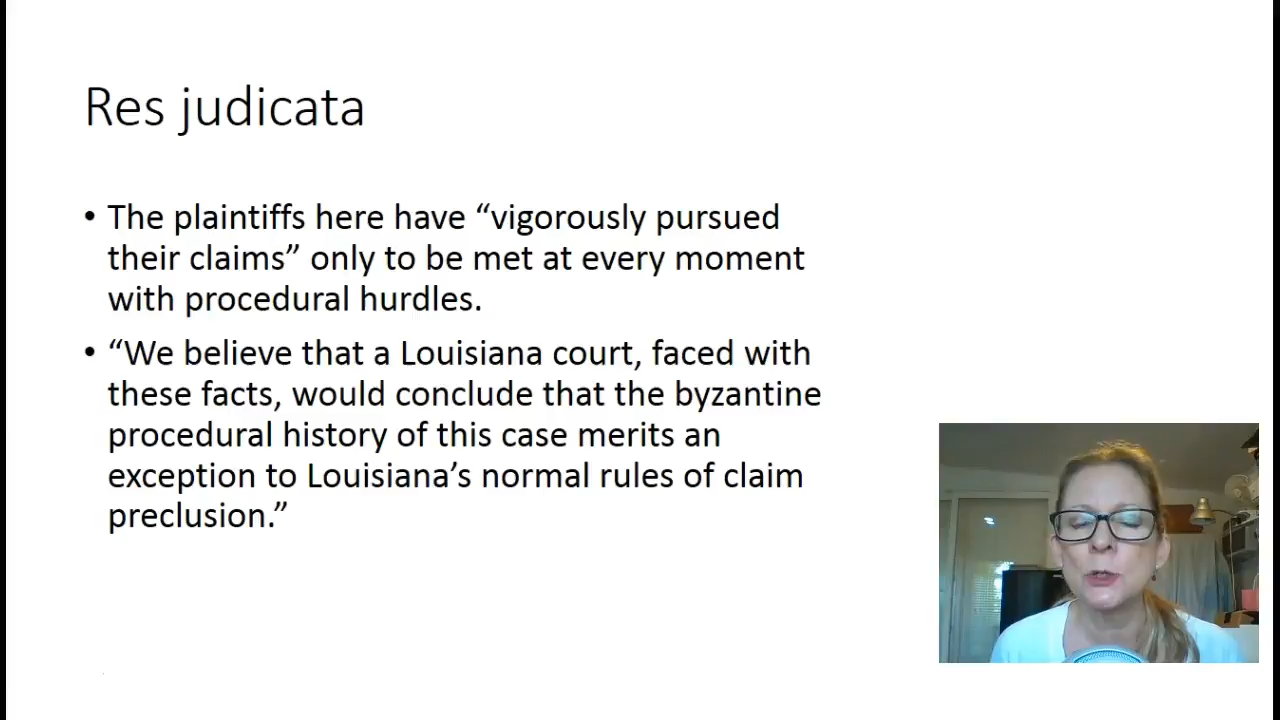 Res judicata
• The plaintiffs here have “vigorously pursued
their claims” only to be met at every moment
with procedural hurdles.
• “We believe that a Louisiana court, faced with
these facts, would conclude that the byzantine
procedural history of this case merits an
exception to Louisiana’s normal rules of claim
preclusion.”